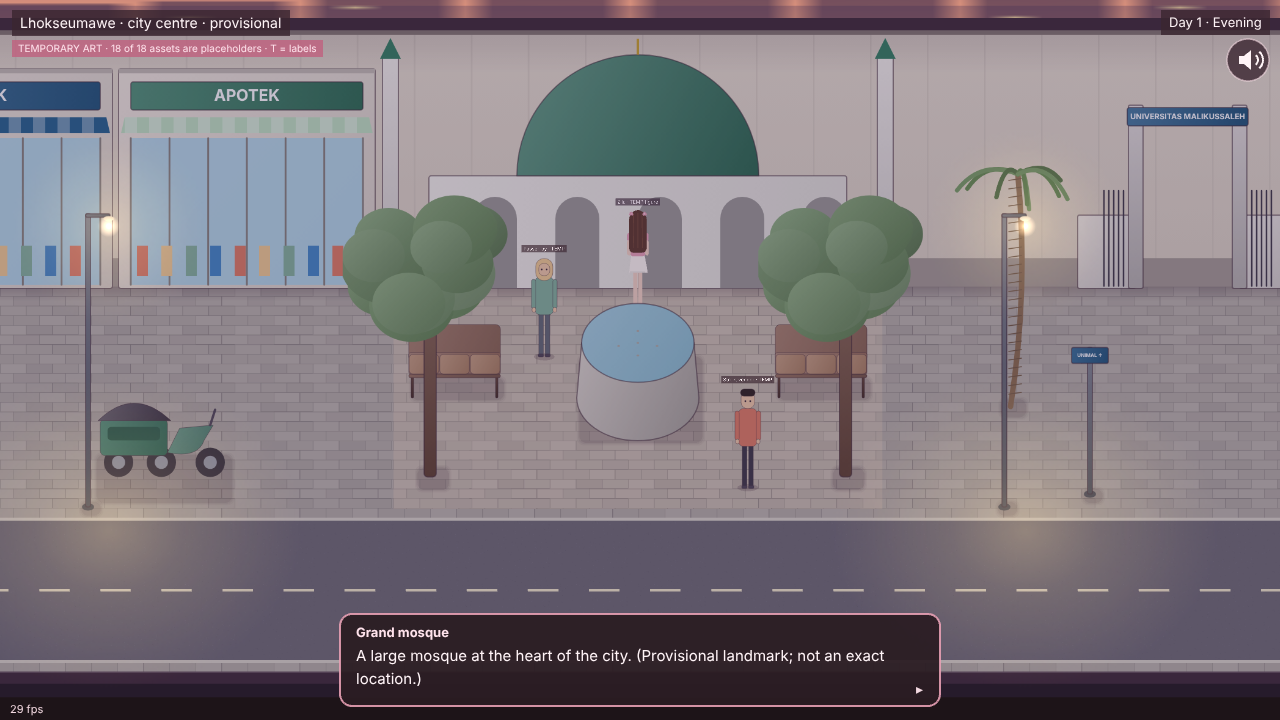 Lhokseumawe · city centre · provisional
Day 1 · Evening
TEMPORARY ART · 18 of 18 assets are placeholders · T = labels
K
APOTEK
UNIVERSITAS MALIKUSSALEH
UNIMAL
Grand mosque
A large mosque at the heart of the city. (Provisional landmark; not an exact
location.)
29 fps